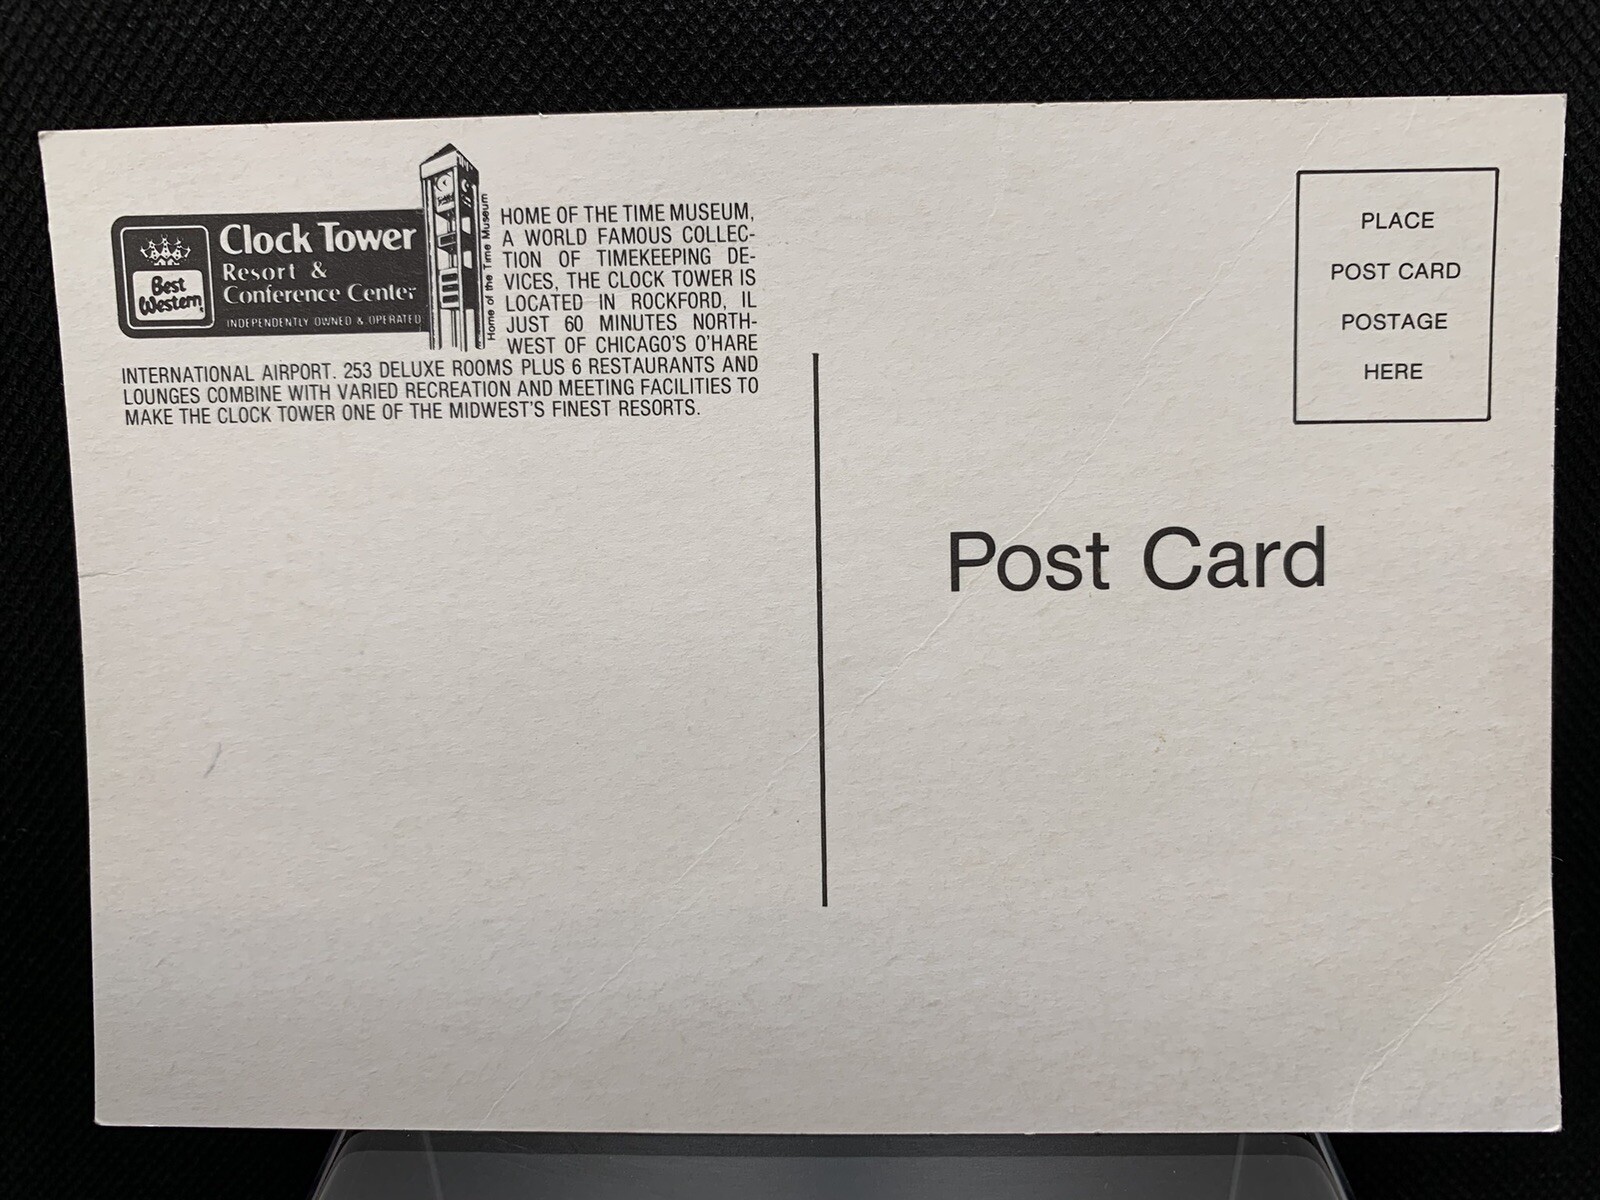 Clock Tower
Resort &
Conference Center
INDEPENDENTLY OWNED & OPERATED
Best
Western
Home of the Time Museum
HOME OF THE TIME MUSEUM,
A WORLD FAMOUS COLLEC-
TION OF TIMEKEEPING DE-
VICES, THE CLOCK TOWER IS
LOCATED IN ROCKFORD, IL
JUST 60 MINUTES NORTH-
WEST OF CHICAGO'S O'HARE
INTERNATIONAL AIRPORT. 253 DELUXE ROOMS PLUS 6 RESTAURANTS AND
LOUNGES COMBINE WITH VARIED RECREATION AND MEETING FACILITIES TO
MAKE THE CLOCK TOWER ONE OF THE MIDWEST'S FINEST RESORTS.
PLACE
POST CARD
POSTAGE
HERE
Post Card